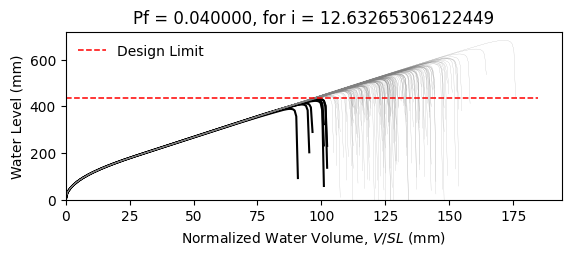 Pf = 0.040000, for i = 12.63265306122449
Design Limit
Water Level (mm)
600
400
200
0
0 25 50 75 100 125 150 175
Normalized Water Volume, V/SL (mm)